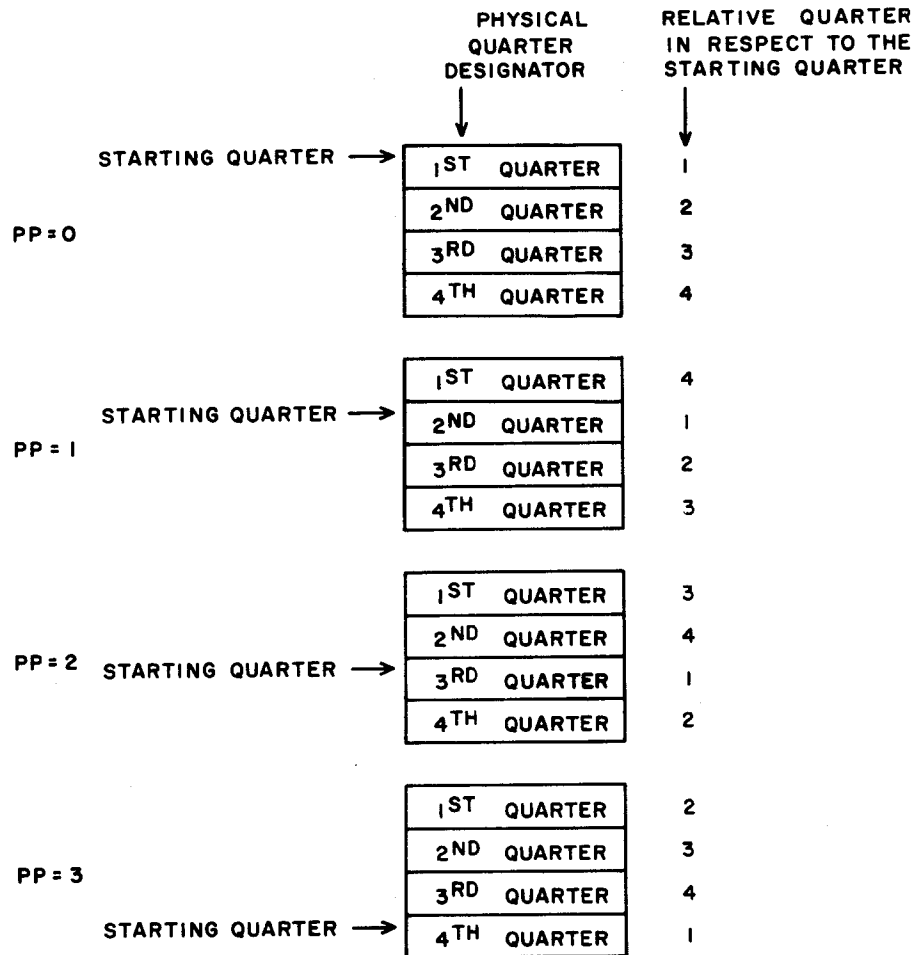 PHYSICAL QUARTER DESIGNATOR
RELATIVE QUARTER IN RESPECT TO THE STARTING QUARTER
PP=0
STARTING QUARTER
1ST QUARTER 1
2ND QUARTER 2
3RD QUARTER 3
4TH QUARTER 4
PP=1
STARTING QUARTER
1ST QUARTER 4
2ND QUARTER 1
3RD QUARTER 2
4TH QUARTER 3
PP=2
STARTING QUARTER
1ST QUARTER 3
2ND QUARTER 4
3RD QUARTER 1
4TH QUARTER 2
PP=3
STARTING QUARTER
1ST QUARTER 2
2ND QUARTER 3
3RD QUARTER 4
4TH QUARTER 1